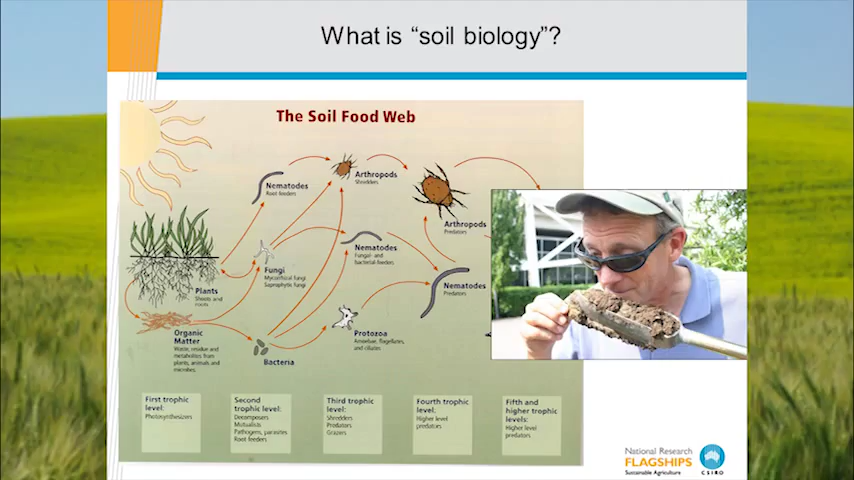 What is “soil biology”?
The Soil Food Web
Nematodes
Root-feeders
Arthropods
Shredders
Arthropods
Predators
Nematodes
Fungal- and
bacterial-feeders
Fungi
Mycorrhizal fungi
Saprophytic fungi
Plants
Shoots and
roots
Nematodes
Predators
Organic
Matter
Waste, residue and
metabolites from
plants, animals and
microbes.
Protozoa
Amoebae, flagellates,
and ciliates
Bacteria
First trophic
level:
Photosynthesizers
Second
trophic level:
Decomposers
Mutualists
Pathogens, parasites
Root feeders
Third trophic
level:
Shredders
Predators
Grazers
Fourth trophic
level:
Higher level
predators
Fifth and
higher trophic
levels:
Higher level
predators
National Research
FLAGSHIPS
Sustainable Agriculture
CSIRO